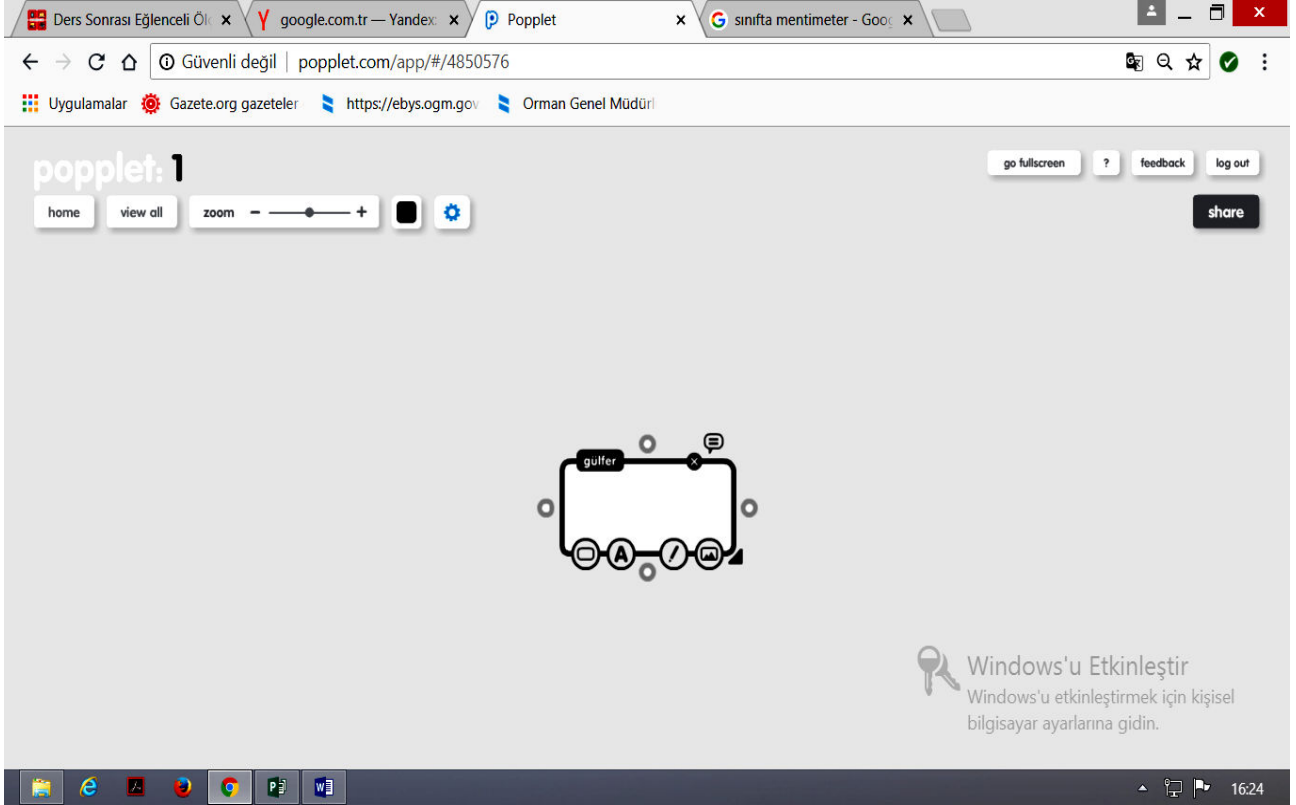 Ders Sonrası Eğlenceli Öl
google.com.tr — Yandex
Popplet
sınıfta mentimeter - Goog
Güvenli değil | popplet.com/app/#/4850576
Uygulamalar
Gazete.org gazeteler
https://ebys.ogm.gov
Orman Genel Müdürl
popplet: 1
go fullscreen
?
feedback
log out
home
view all
zoom
share
gülfer
A
Windows'u Etkinleştir
Windows'u etkinleştirmek için kişisel
bilgisayar ayarlarına gidin.
16:24